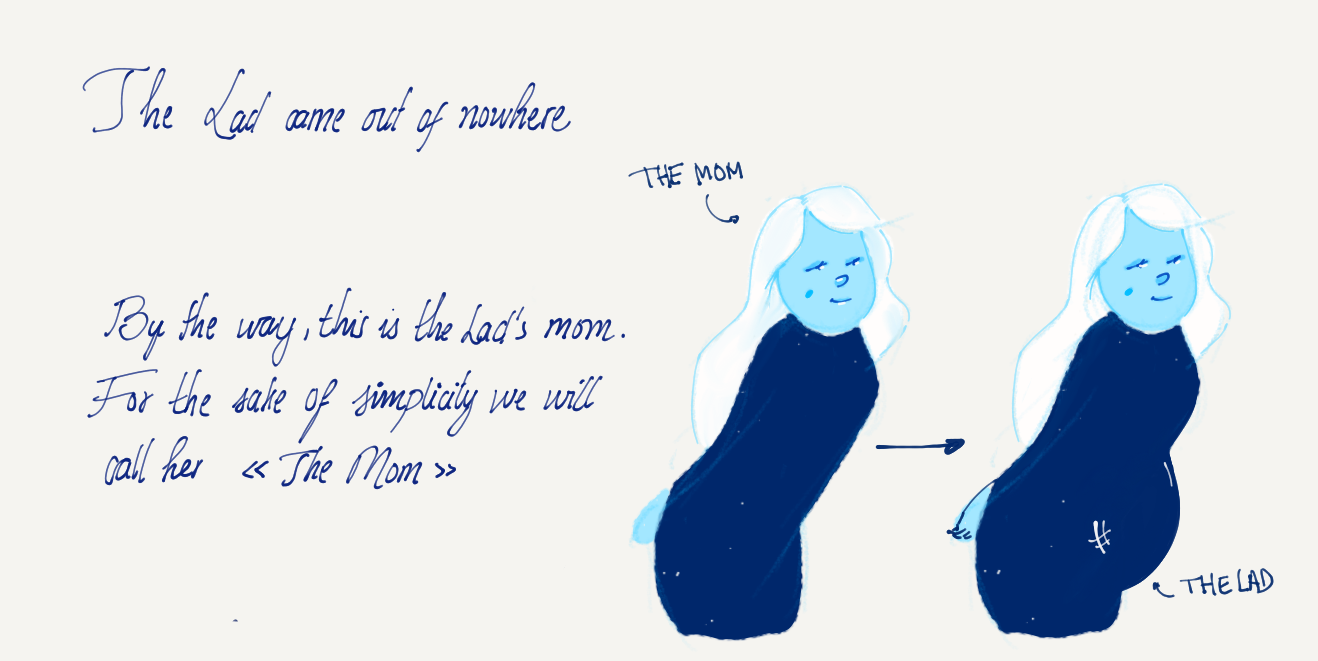 The Lad came out of nowhere
THE MOM
By the way, this is the Lad's mom.
For the sake of simplicity we will
call her « The Mom »
THE LAD